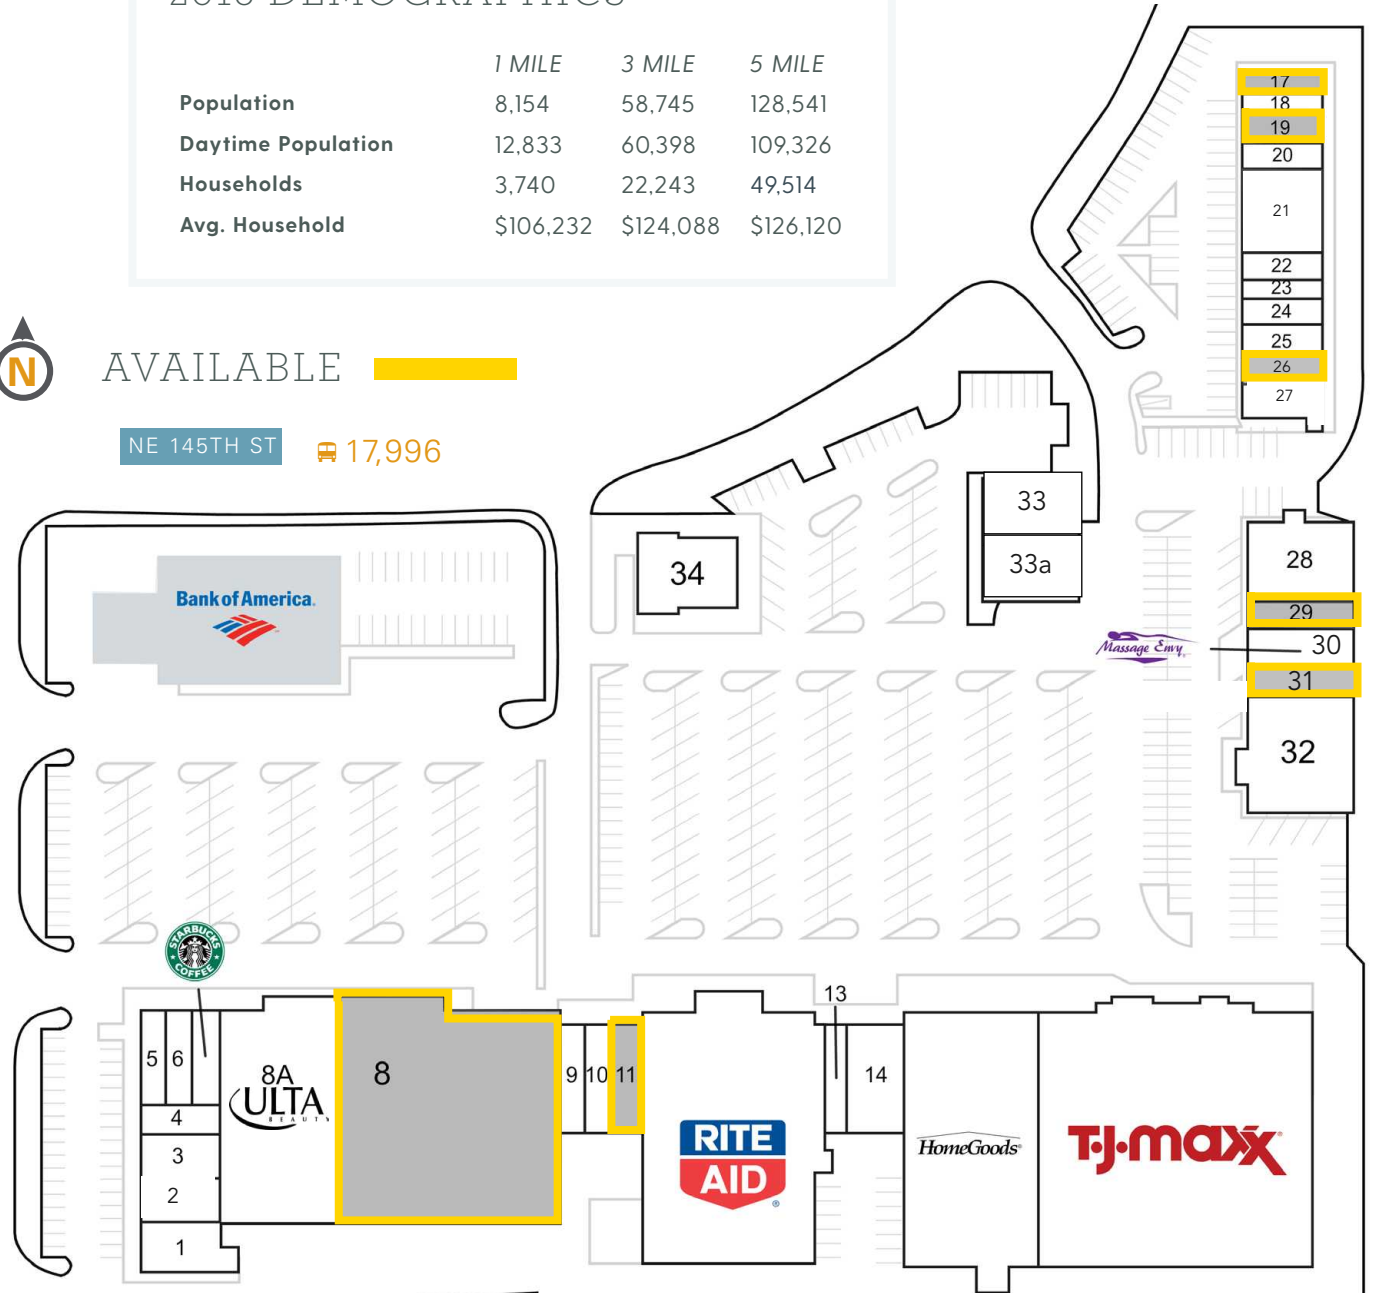 2018 DEMOGRAPHICS
1 MILE 3 MILE 5 MILE
Population 8,154 58,745 128,541
Daytime Population 12,833 60,398 109,326
Households 3,740 22,243 49,514
Avg. Household $106,232 $124,088 $126,120
N
AVAILABLE
NE 145TH ST 17,996
17
18
19
20
21
22
23
24
25
26
27
33
33a
34
28
29
30
31
32
Massage Envy
Bank of America
STARBUCKS
COFFEE
5 6
4
3
2
1
8A
ULTA
BEAUTY
8
9 10 11
RITE
AID
®
13
14
HomeGoods
T·J·maxx